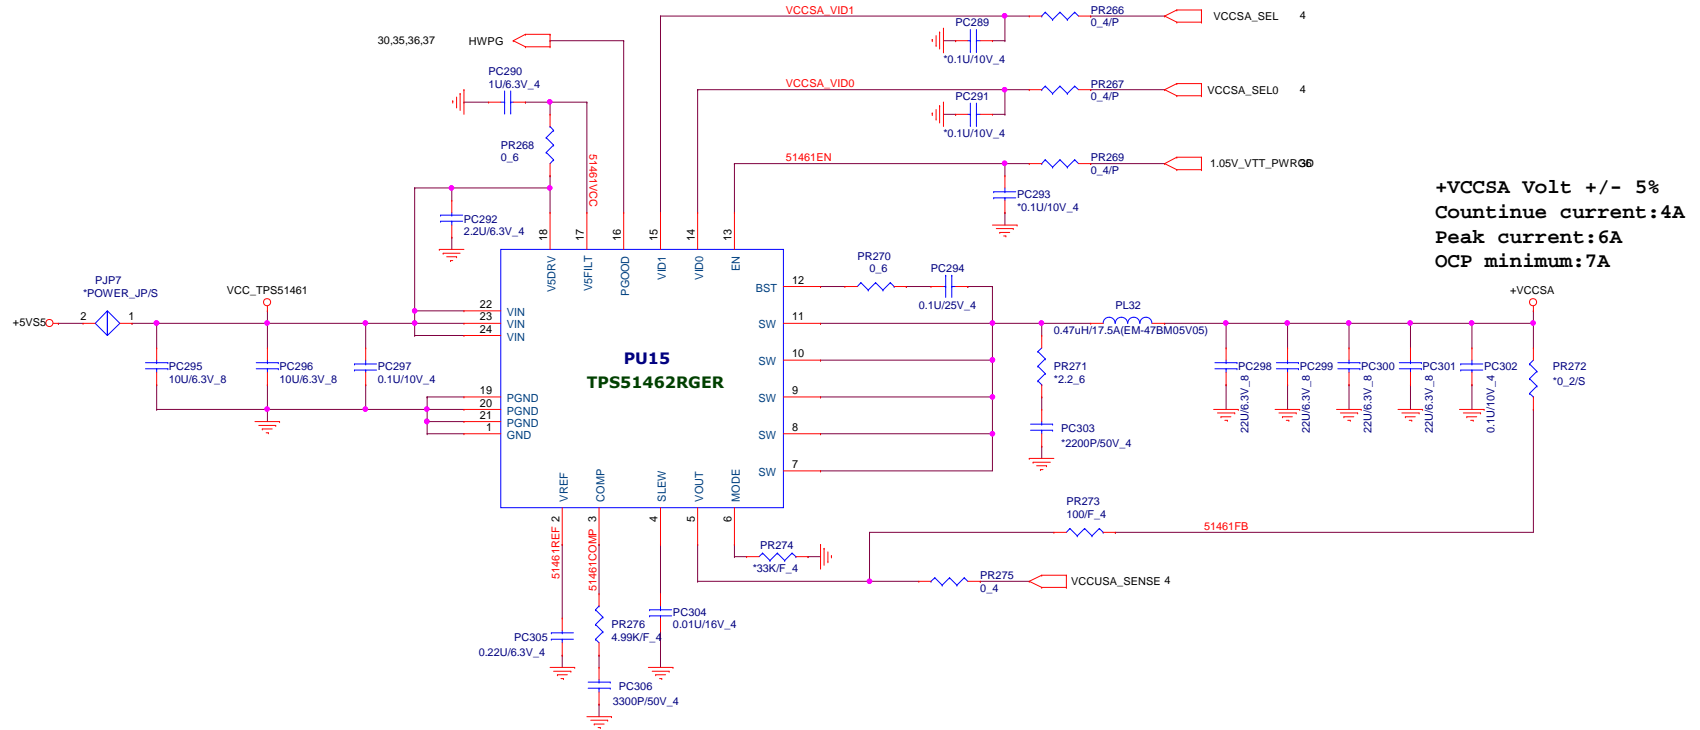 VCCSA_VID1
PR266
0_4/P
VCCSA_SEL 4
PC289
*0.1U/10V_4
30,35,36,37 HWPG
PC290
1U/6.3V_4
VCCSA_VID0
PR267
0_4/P
VCCSA_SEL0 4
PC291
*0.1U/10V_4
PR268
0_6
51461VCC
51461EN
PR269
0_4/P
1.05V_VTT_PWRGD 36
PC293
*0.1U/10V_4
+VCCSA Volt +/- 5%
Countinue current:4A
Peak current:6A
OCP minimum:7A
PC292
2.2U/6.3V_4
18 17 16 15 14 13
V5DRV V5FILT PGOOD VID1 VID0 EN
PR270
0_6
PC294
0.1U/25V_4
PJP7
*POWER_JP/S
VCC_TPS51461
+VCCSA
12 BST
+5VS5 2 1
22 VIN
23 VIN
24 VIN
11 SW
PL32
0.47uH/17.5A(EM-47BM05V05)
PU15
TPS51462RGER
10 SW
9 SW
8 SW
7 SW
PC295
10U/6.3V_8
PC296
10U/6.3V_8
PC297
0.1U/10V_4
PR271
*2.2_6
PC298
22U/6.3V_8
PC299
22U/6.3V_8
PC300
22U/6.3V_8
PC301
22U/6.3V_8
PC302
0.1U/10V_4
PR272
*0_2/S
19 PGND
20 PGND
21 PGND
1 GND
PC303
*2200P/50V_4
VREF COMP SLEW VOUT MODE
2 3 4 5 6
51461REF
51461COMP
PR273
100/F_4
51461FB
PR274
*33K/F_4
PR275
0_4
VCCUSA_SENSE 4
PC304
0.01U/16V_4
PC305
0.22U/6.3V_4
PR276
4.99K/F_4
PC306
3300P/50V_4